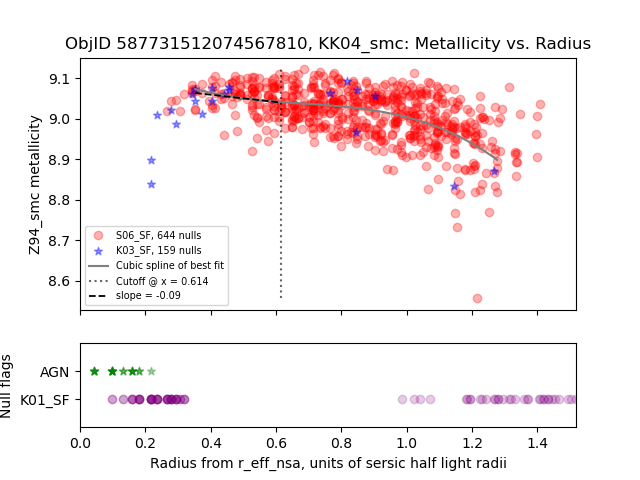 ObjID 587731512074567810, KK04_smc: Metallicity vs. Radius
Z94_smc metallicity
9.1
9.0
8.9
8.8
8.7
8.6
S06_SF, 644 nulls
K03_SF, 159 nulls
Cubic spline of best fit
Cutoff @ x = 0.614
slope = -0.09
Null flags
AGN
K01_SF
0.0 0.2 0.4 0.6 0.8 1.0 1.2 1.4
Radius from r_eff_nsa, units of sersic half light radii